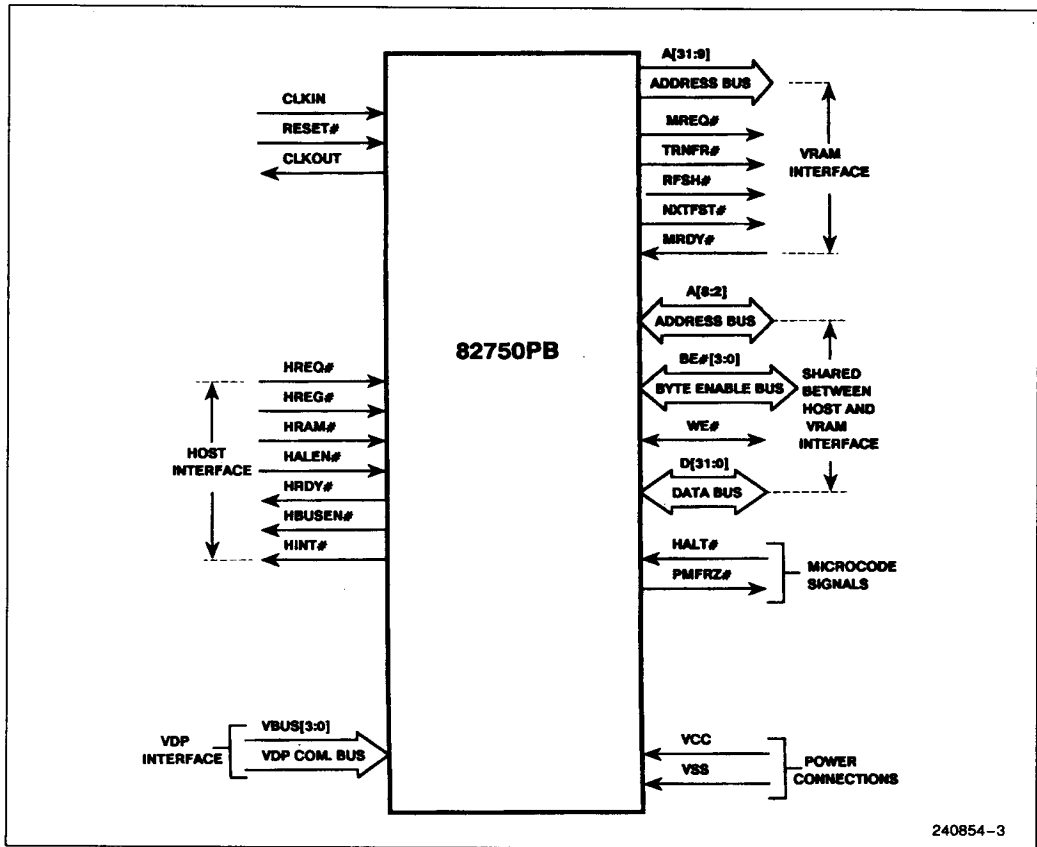 CLKIN
RESET#
CLKOUT
HREQ#
HREG#
HRAM#
HALEN#
HRDY#
HBUSEN#
HINT#
HOST
INTERFACE
VDP
INTERFACE
VBUS[3:0]
VDP COM. BUS
82750PB
A[31:9]
ADDRESS BUS
MREQ#
TRNFR#
RFSH#
NXTFST#
MRDY#
VRAM
INTERFACE
A[8:2]
ADDRESS BUS
BE#[3:0]
BYTE ENABLE BUS
WE#
D[31:0]
DATA BUS
SHARED
BETWEEN
HOST AND
VRAM
INTERFACE
HALT#
PMFRZ#
MICROCODE
SIGNALS
VCC
VSS
POWER
CONNECTIONS
240854-3